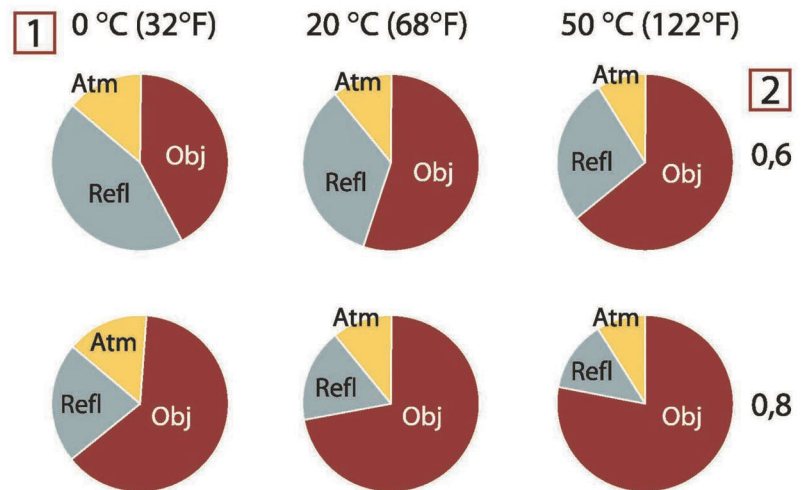 1 0 °C (32°F) 20 °C (68°F) 50 °C (122°F)
Atm Obj Refl
Atm Obj Refl
Atm Obj Refl
2
0,6
Atm Obj Refl
Atm Obj Refl
Atm Obj Refl
0,8